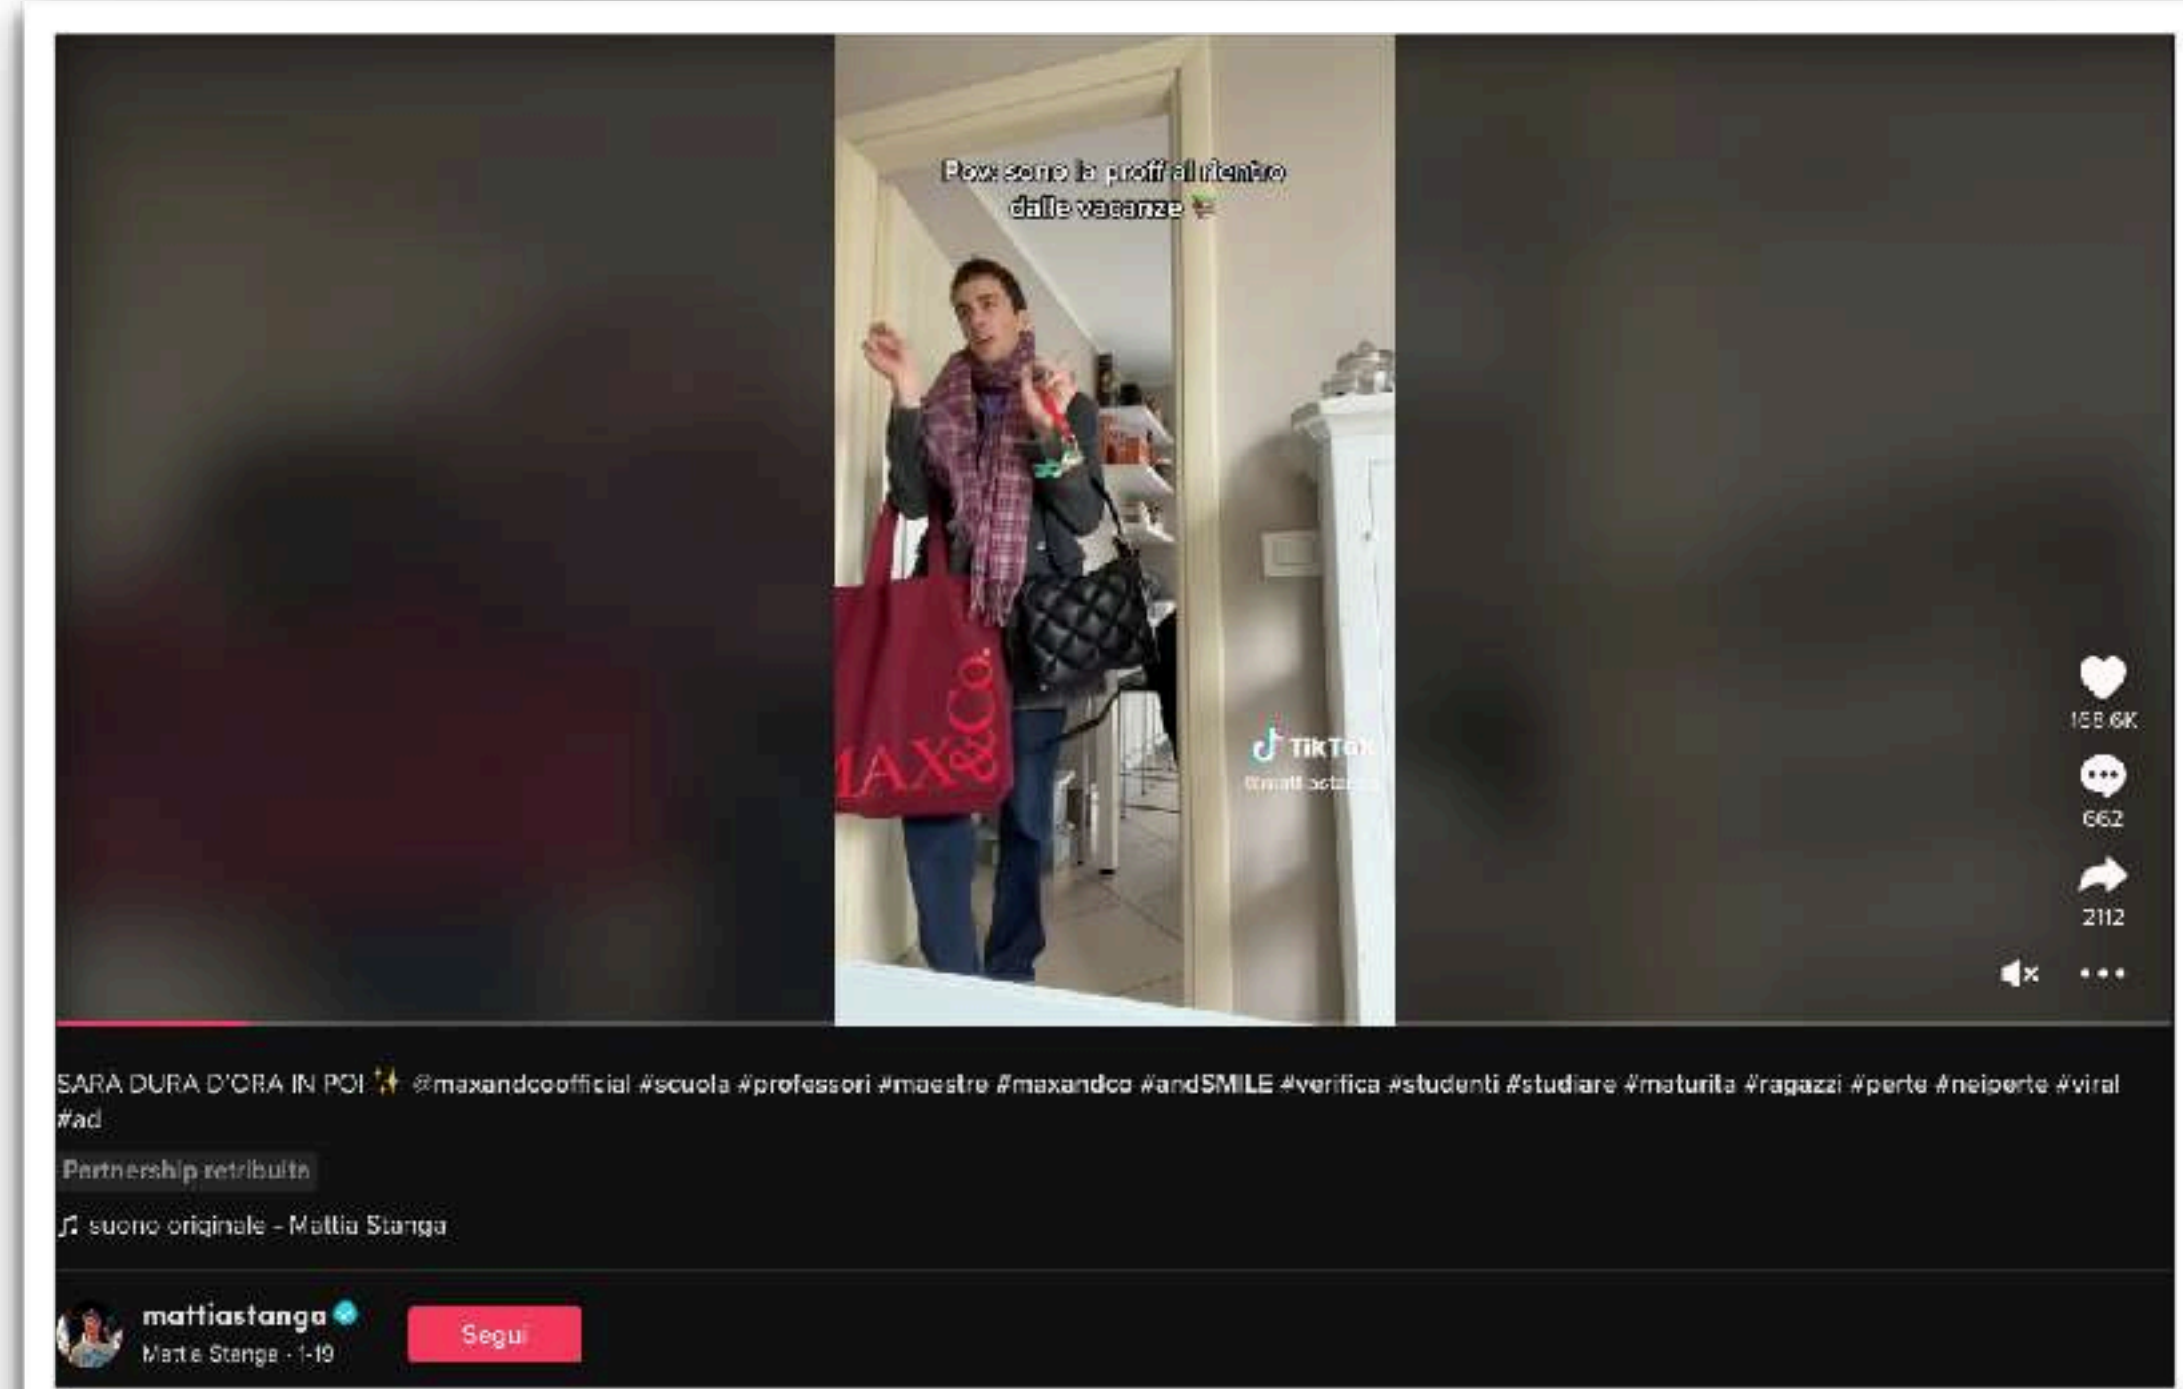 Pov: sono la proff al rientro
dalle vacanze
MAX&Co.
TikTok
@mattiastanga
662
2112
SARA DURA D'ORA IN POI ✨ @maxandcoofficial #scuola #professori #maestre #maxandco #andSMILE #verifica #studenti #studiare #maturita #ragazzi #perte #neiperte #viral
#ad
Partnership retribuita
♫ suono originale - Mattia Stanga
mattiastanga
Mattia Stanga · 1-19
Segui